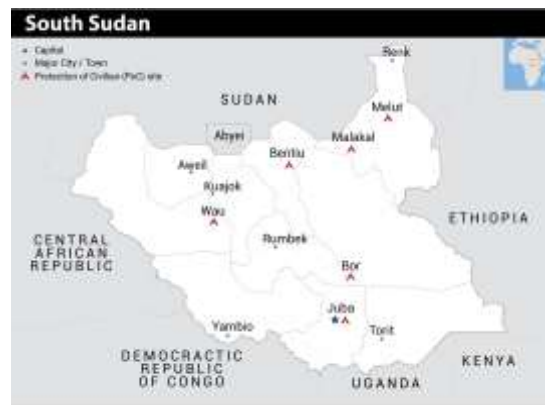 South Sudan
Capital
Major City / Town
Protection of Civilian (PoC) site
Renk
SUDAN
Melut
Abyei
Malakal
Bentiu
Aweil
Kuajok
Wau
ETHIOPIA
CENTRAL
AFRICAN
REPUBLIC
Rumbek
Bor
Juba
Yambio
Torit
DEMOCRACTIC
REPUBLIC
OF CONGO
KENYA
UGANDA